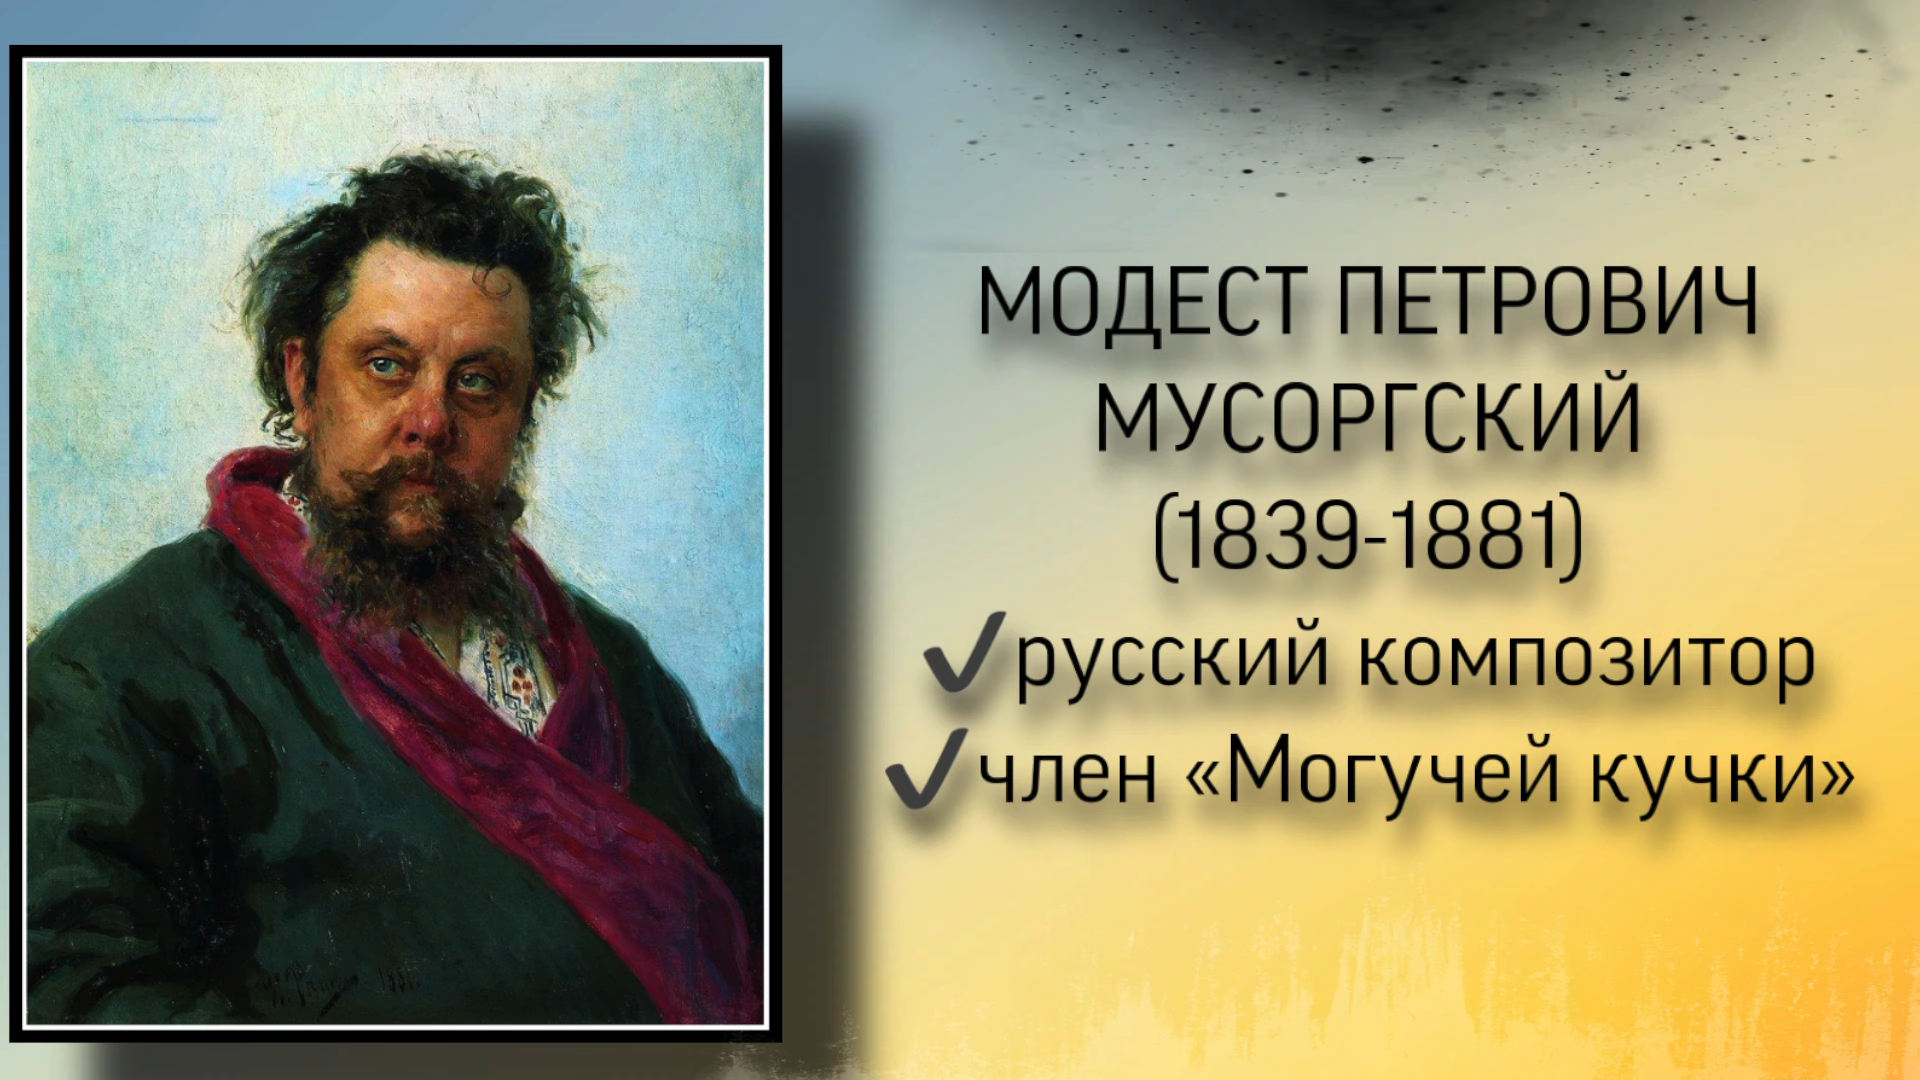 МОДЕСТ ПЕТРОВИЧ
МУСОРГСКИЙ
(1839-1881)
✔русский композитор
✔член «Могучей кучки»